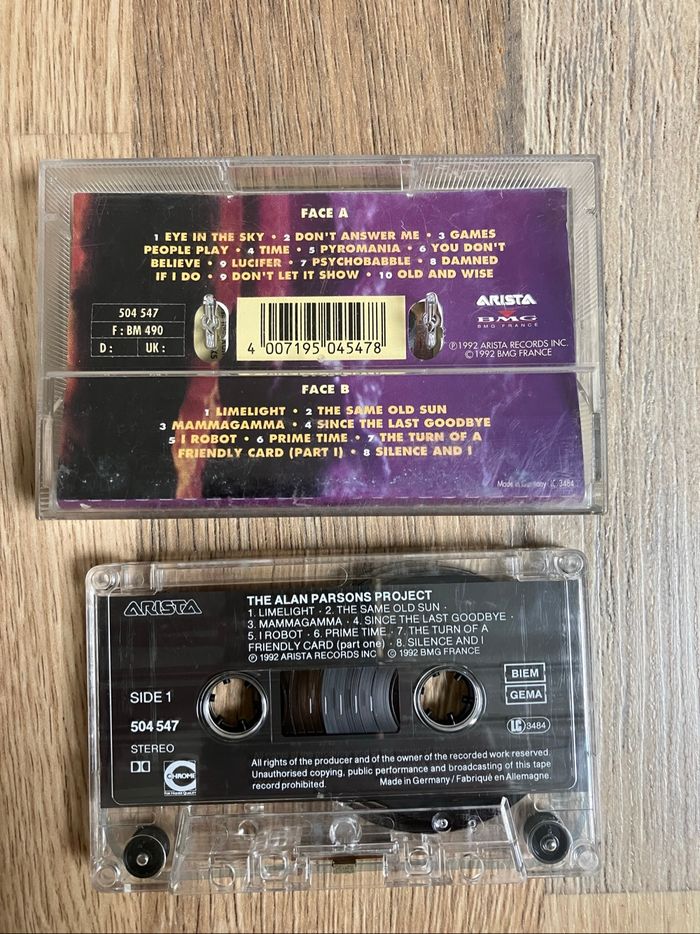 FACE A
1 EYE IN THE SKY • 2 DON'T ANSWER ME • 3 GAMES
PEOPLE PLAY • 4 TIME • 5 PYROMANIA • 6 YOU DON'T
BELIEVE • 9 LUCIFER • 7 PSYCHOBABBLE • 8 DAMNED
IF I DO • 9 DON'T LET IT SHOW • 10 OLD AND WISE
504 547
F : BM 490
D : UK :
4 007195 045478
ARISTA
BMG
BMG FRANCE
℗ 1992 ARISTA RECORDS INC.
© 1992 BMG FRANCE
FACE B
1 LIMELIGHT • 2 THE SAME OLD SUN
3 MAMMAGAMMA • 4 SINCE THE LAST GOODBYE
5 I ROBOT • 6 PRIME TIME • 7 THE TURN OF A
FRIENDLY CARD (PART I) • 8 SILENCE AND I
Made in Germany LC 3484
ARISTA
THE ALAN PARSONS PROJECT
1. LIMELIGHT · 2. THE SAME OLD SUN ·
3. MAMMAGAMMA · 4. SINCE THE LAST GOODBYE ·
5. I ROBOT · 6. PRIME TIME · 7. THE TURN OF A
FRIENDLY CARD (part one) · 8. SILENCE AND I
℗ 1992 ARISTA RECORDS INC © 1992 BMG FRANCE
BIEM
GEMA
LC 3484
SIDE 1
504 547
STEREO
CHROME
FOR HIGHER QUALITY
All rights of the producer and of the owner of the recorded work reserved.
Unauthorised copying, public performance and broadcasting of this tape
record prohibited. Made in Germany / Fabriqué en Allemagne.